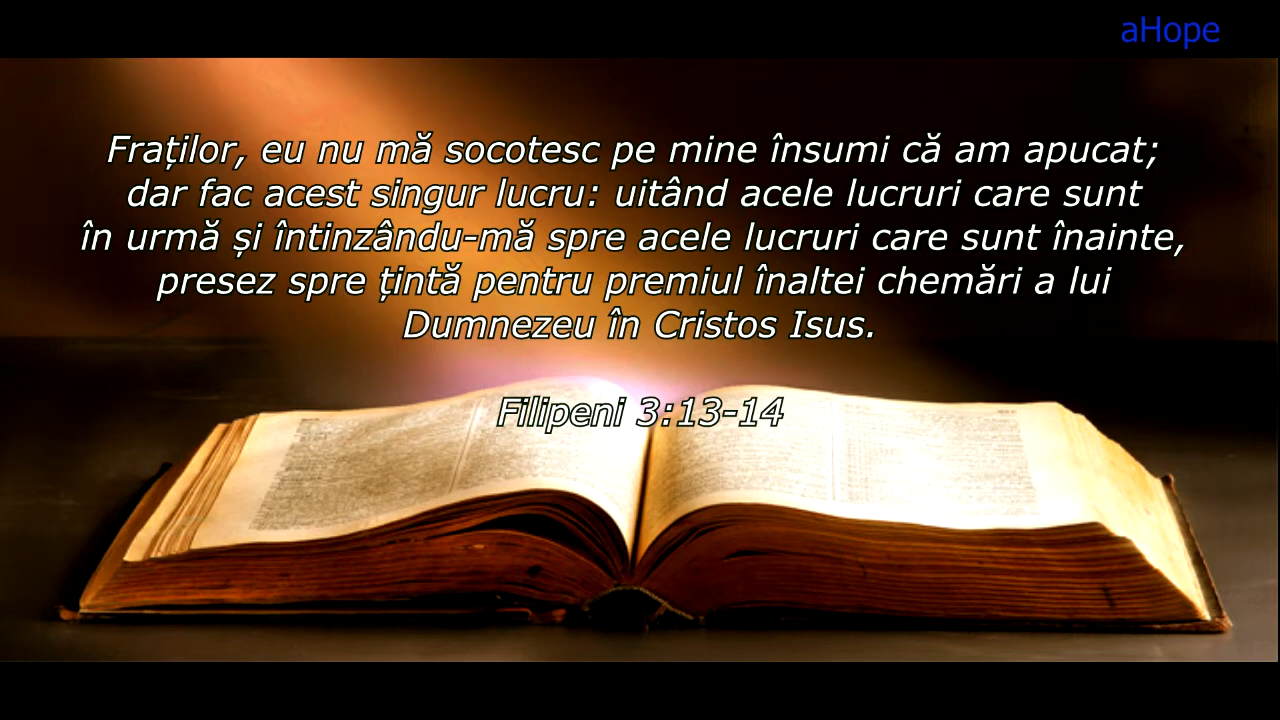 aHope
Fraților, eu nu mă socotesc pe mine însumi că am apucat;
dar fac acest singur lucru: uitând acele lucruri care sunt
în urmă și întinzându-mă spre acele lucruri care sunt înainte,
presez spre țintă pentru premiul înaltei chemări a lui
Dumnezeu în Cristos Isus.
Filipeni 3:13-14